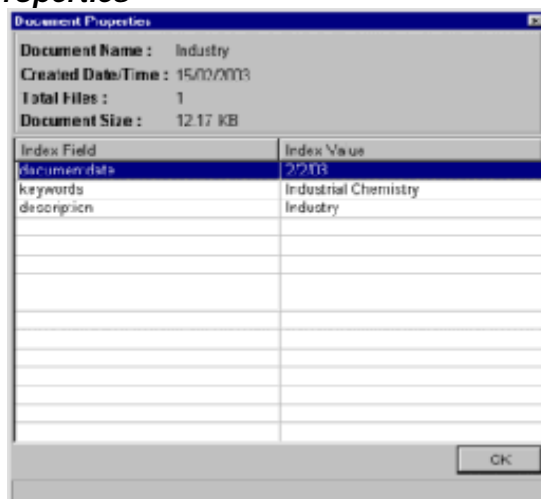 roperties
Document Properties
Document Name : Industry
Created Date/Time : 15/02/2003
Total Files : 1
Document Size : 12.17 KB
Index Field Index Value
documentdate 2/2/03
keywords Industrial Chemistry
description Industry
OK